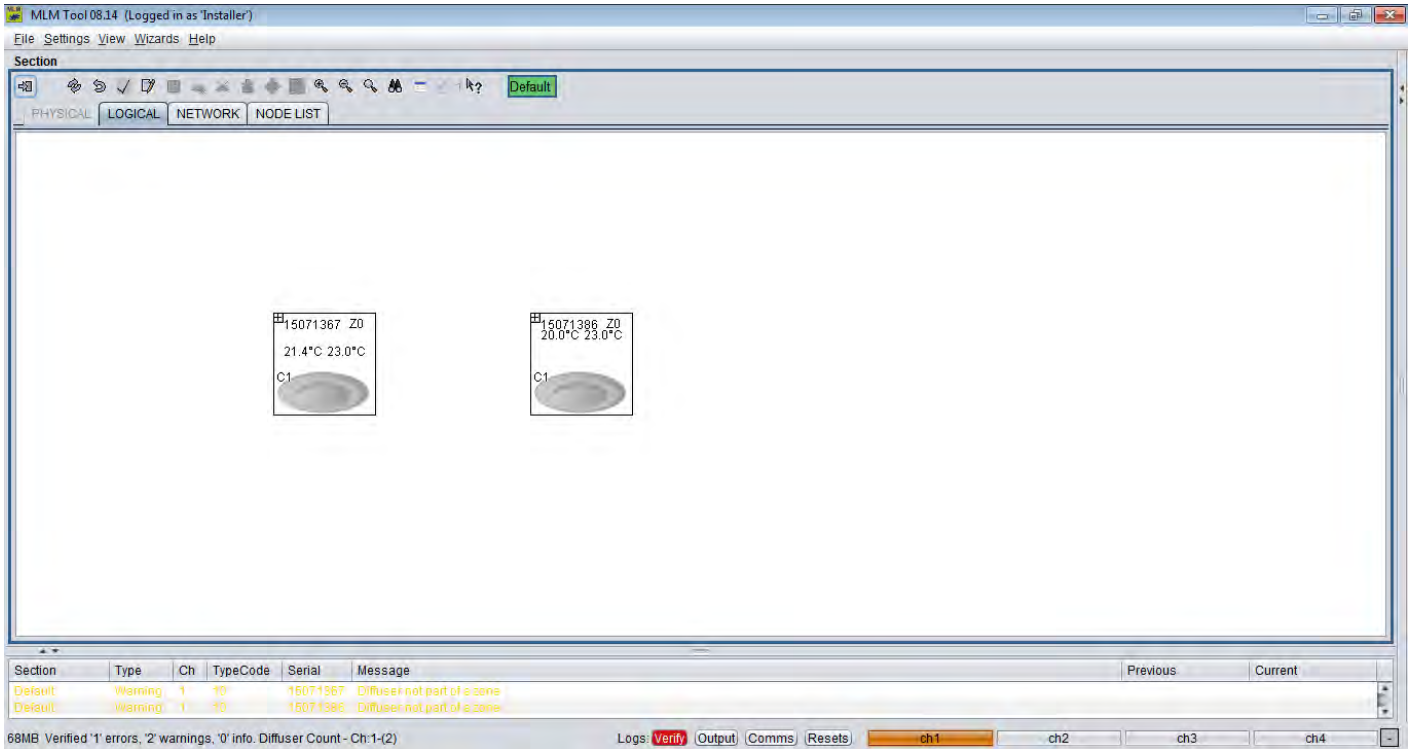 MLM Tool 08.14 (Logged in as 'Installer')
File Settings View Wizards Help
Section
Default
PHYSICAL LOGICAL NETWORK NODE LIST
15071367 Z0
21.4°C 23.0°C
C1
15071386 Z0
20.0°C 23.0°C
C1
Section Type Ch TypeCode Serial Message Previous Current
Default Warning 1 10 15071367 Diffuser not part of a zone
Default Warning 1 10 15071386 Diffuser not part of a zone
68MB Verified '1' errors, '2' warnings, '0' info. Diffuser Count - Ch:1-(2) Logs: Verify Output Comms Resets ch1 ch2 ch3 ch4